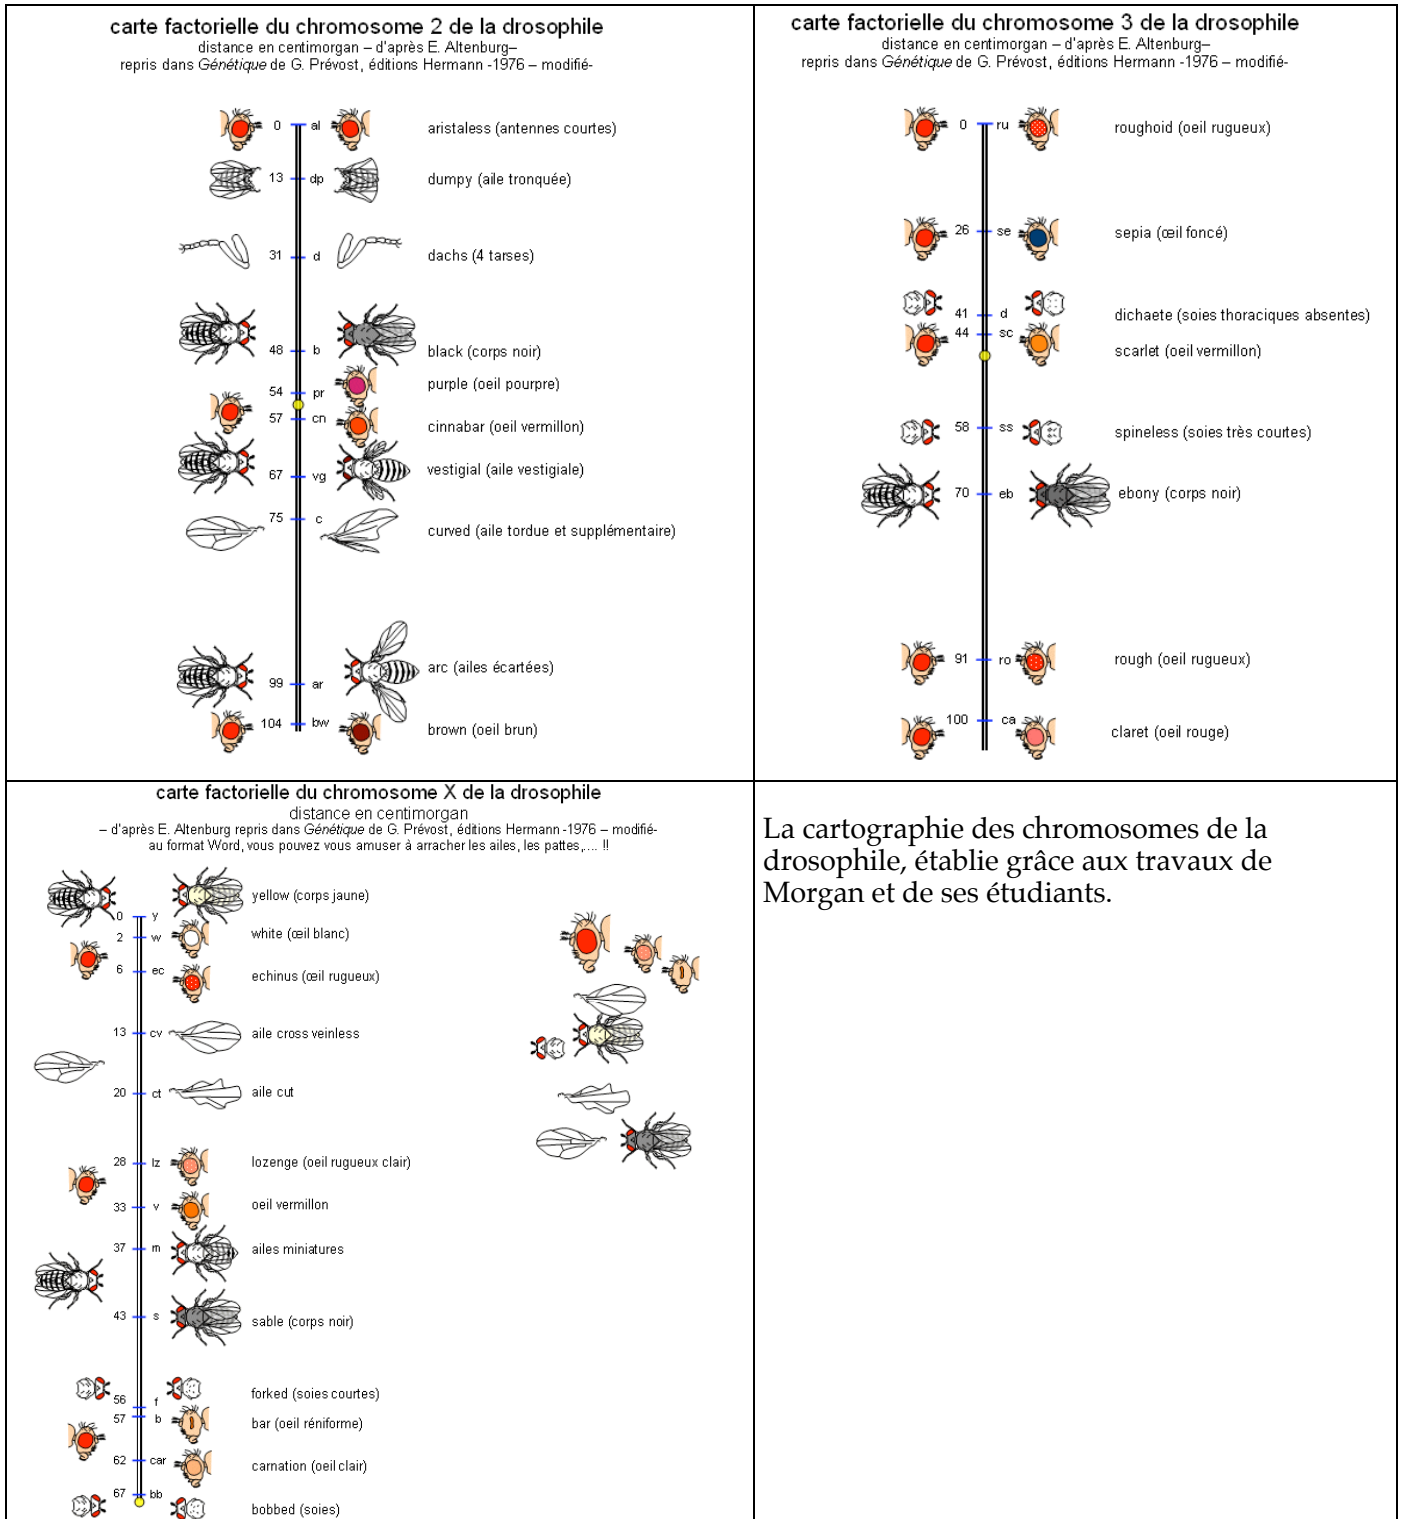 carte factorielle du chromosome 2 de la drosophile
distance en centimorgan – d'après E. Altenburg–
repris dans Génétique de G. Prévost, éditions Hermann -1976 – modifié-
0 al aristaless (antennes courtes)
13 dp dumpy (aile tronquée)
31 d dachs (4 tarses)
48 b black (corps noir)
54 pr purple (oeil pourpre)
57 cn cinnabar (oeil vermillon)
67 vg vestigial (aile vestigiale)
75 c curved (aile tordue et supplémentaire)
99 ar arc (ailes écartées)
104 bw brown (oeil brun)
carte factorielle du chromosome 3 de la drosophile
distance en centimorgan – d'après E. Altenburg–
repris dans Génétique de G. Prévost, éditions Hermann -1976 – modifié-
0 ru roughoid (oeil rugueux)
26 se sepia (œil foncé)
41 d dichaete (soies thoraciques absentes)
44 sc scarlet (oeil vermillon)
58 ss spineless (soies très courtes)
70 eb ebony (corps noir)
91 ro rough (oeil rugueux)
100 ca claret (oeil rouge)
carte factorielle du chromosome X de la drosophile
distance en centimorgan
– d'après E. Altenburg repris dans Génétique de G. Prévost, éditions Hermann -1976 – modifié-
au format Word, vous pouvez vous amuser à arracher les ailes, les pattes,.... !!
0 y yellow (corps jaune)
2 w white (œil blanc)
6 ec echinus (œil rugueux)
13 cv aile cross veinless
20 ct aile cut
28 lz lozenge (oeil rugueux clair)
33 v oeil vermillon
37 m ailes miniatures
43 s sable (corps noir)
56 f forked (soies courtes)
57 b bar (oeil réniforme)
62 car carnation (oeil clair)
67 bb bobbed (soies)
La cartographie des chromosomes de la
drosophile, établie grâce aux travaux de
Morgan et de ses étudiants.